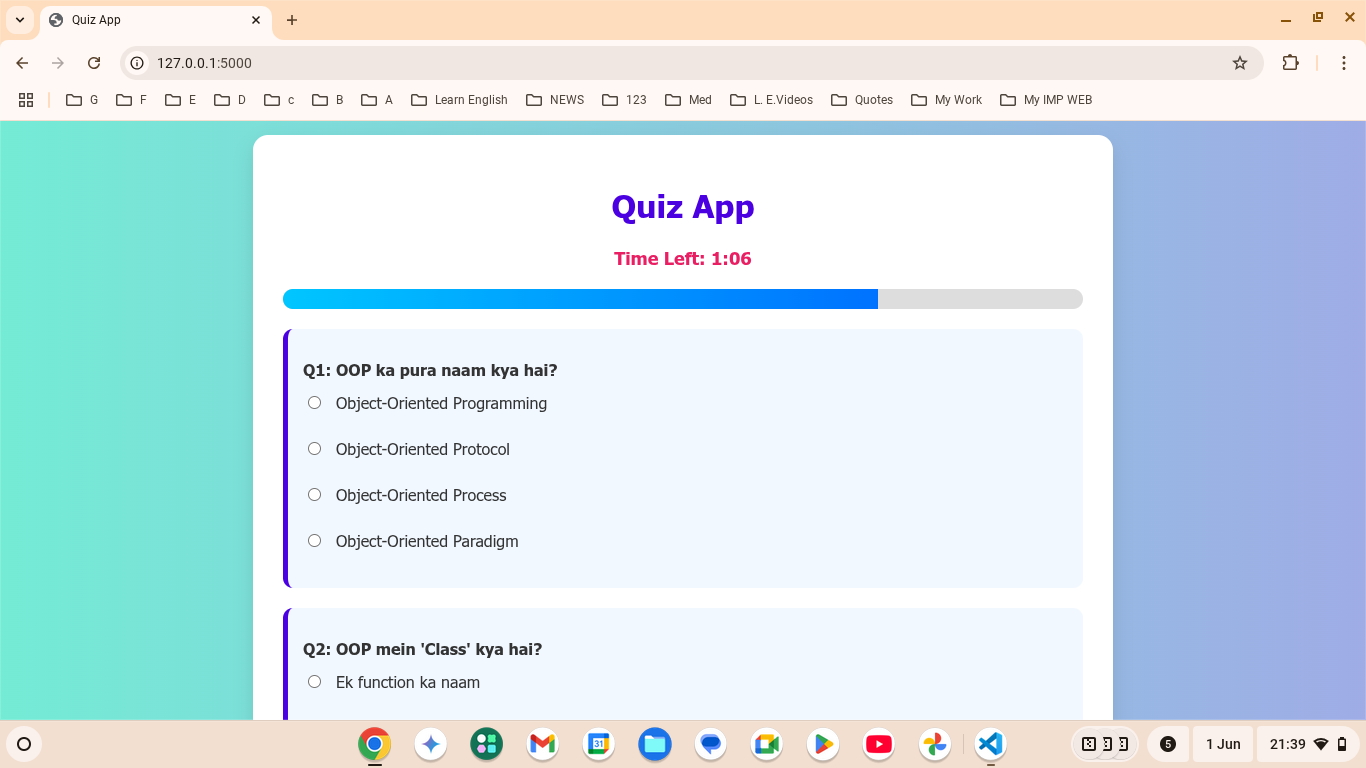 Quiz App
127.0.0.1:5000
G F E D c B A Learn English NEWS 123 Med L. E.Videos Quotes My Work My IMP WEB
Quiz App
Time Left: 1:06
Q1: OOP ka pura naam kya hai?
Object-Oriented Programming
Object-Oriented Protocol
Object-Oriented Process
Object-Oriented Paradigm
Q2: OOP mein 'Class' kya hai?
Ek function ka naam
31
5 1 Jun 21:39